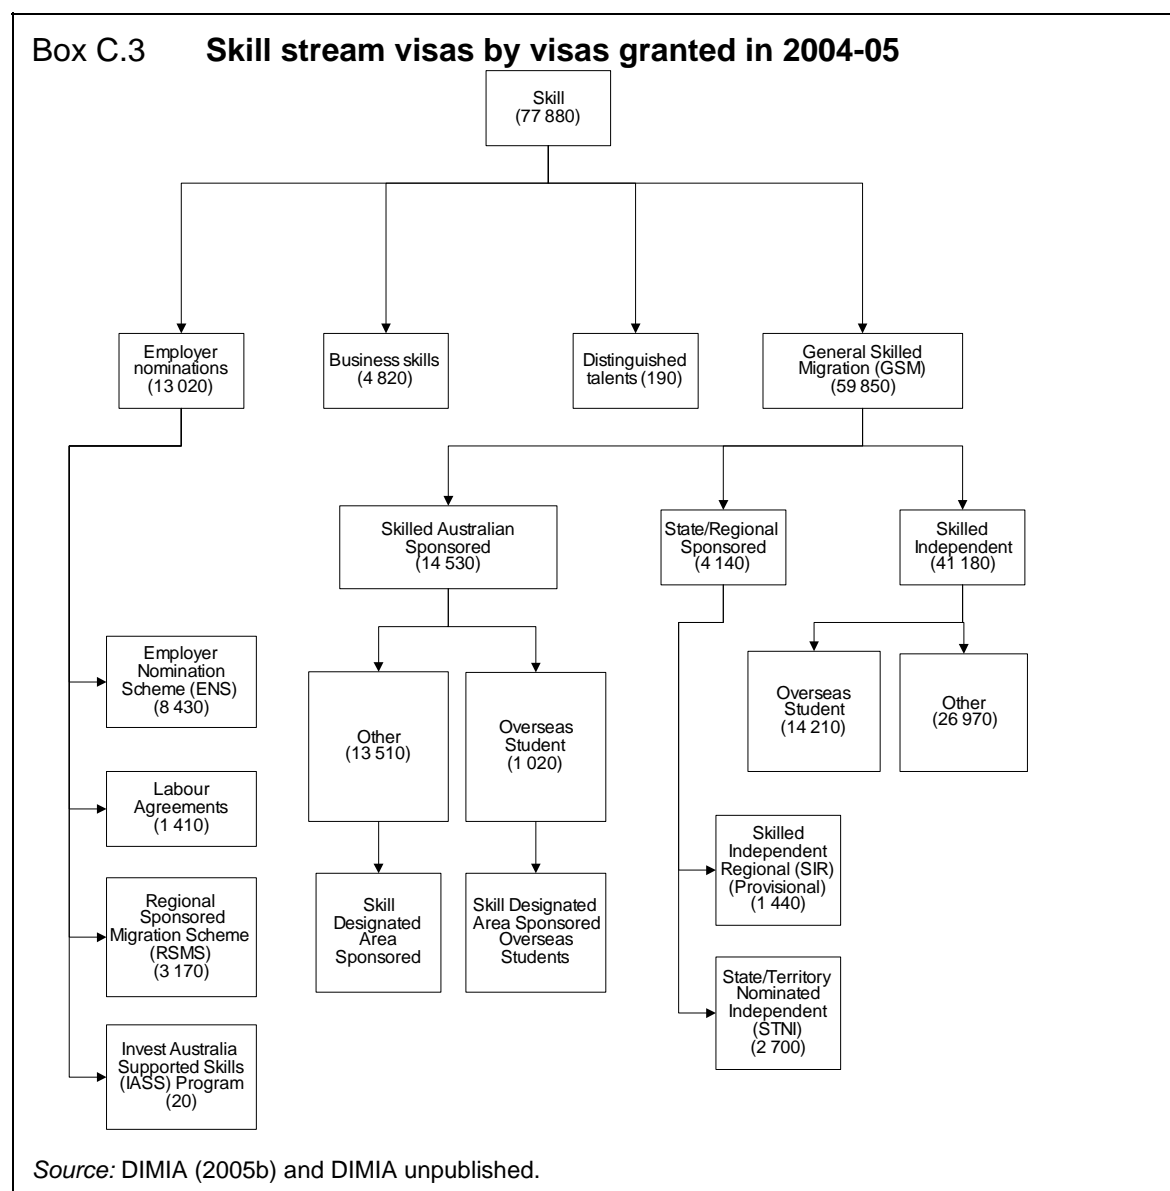 Box C.3 Skill stream visas by visas granted in 2004-05
Skill
(77 880)
Employer
nominations
(13 020)
Business skills
(4 820)
Distinguished
talents (190)
General Skilled
Migration (GSM)
(59 850)
Skilled Australian
Sponsored
(14 530)
State/Regional
Sponsored
(4 140)
Skilled
Independent
(41 180)
Employer
Nomination
Scheme (ENS)
(8 430)
Other
(13 510)
Overseas
Student
(1 020)
Overseas
Student
(14 210)
Other
(26 970)
Labour
Agreements
(1 410)
Skilled
Independent
Regional (SIR)
(Provisional)
(1 440)
Regional
Sponsored
Migration Scheme
(RSMS)
(3 170)
Skill
Designated
Area
Sponsored
Skill Designated
Area Sponsored
Overseas
Students
State/Territory
Nominated
Independent
(STNI)
(2 700)
Invest Australia
Supported Skills
(IASS) Program
(20)
Source: DIMIA (2005b) and DIMIA unpublished.